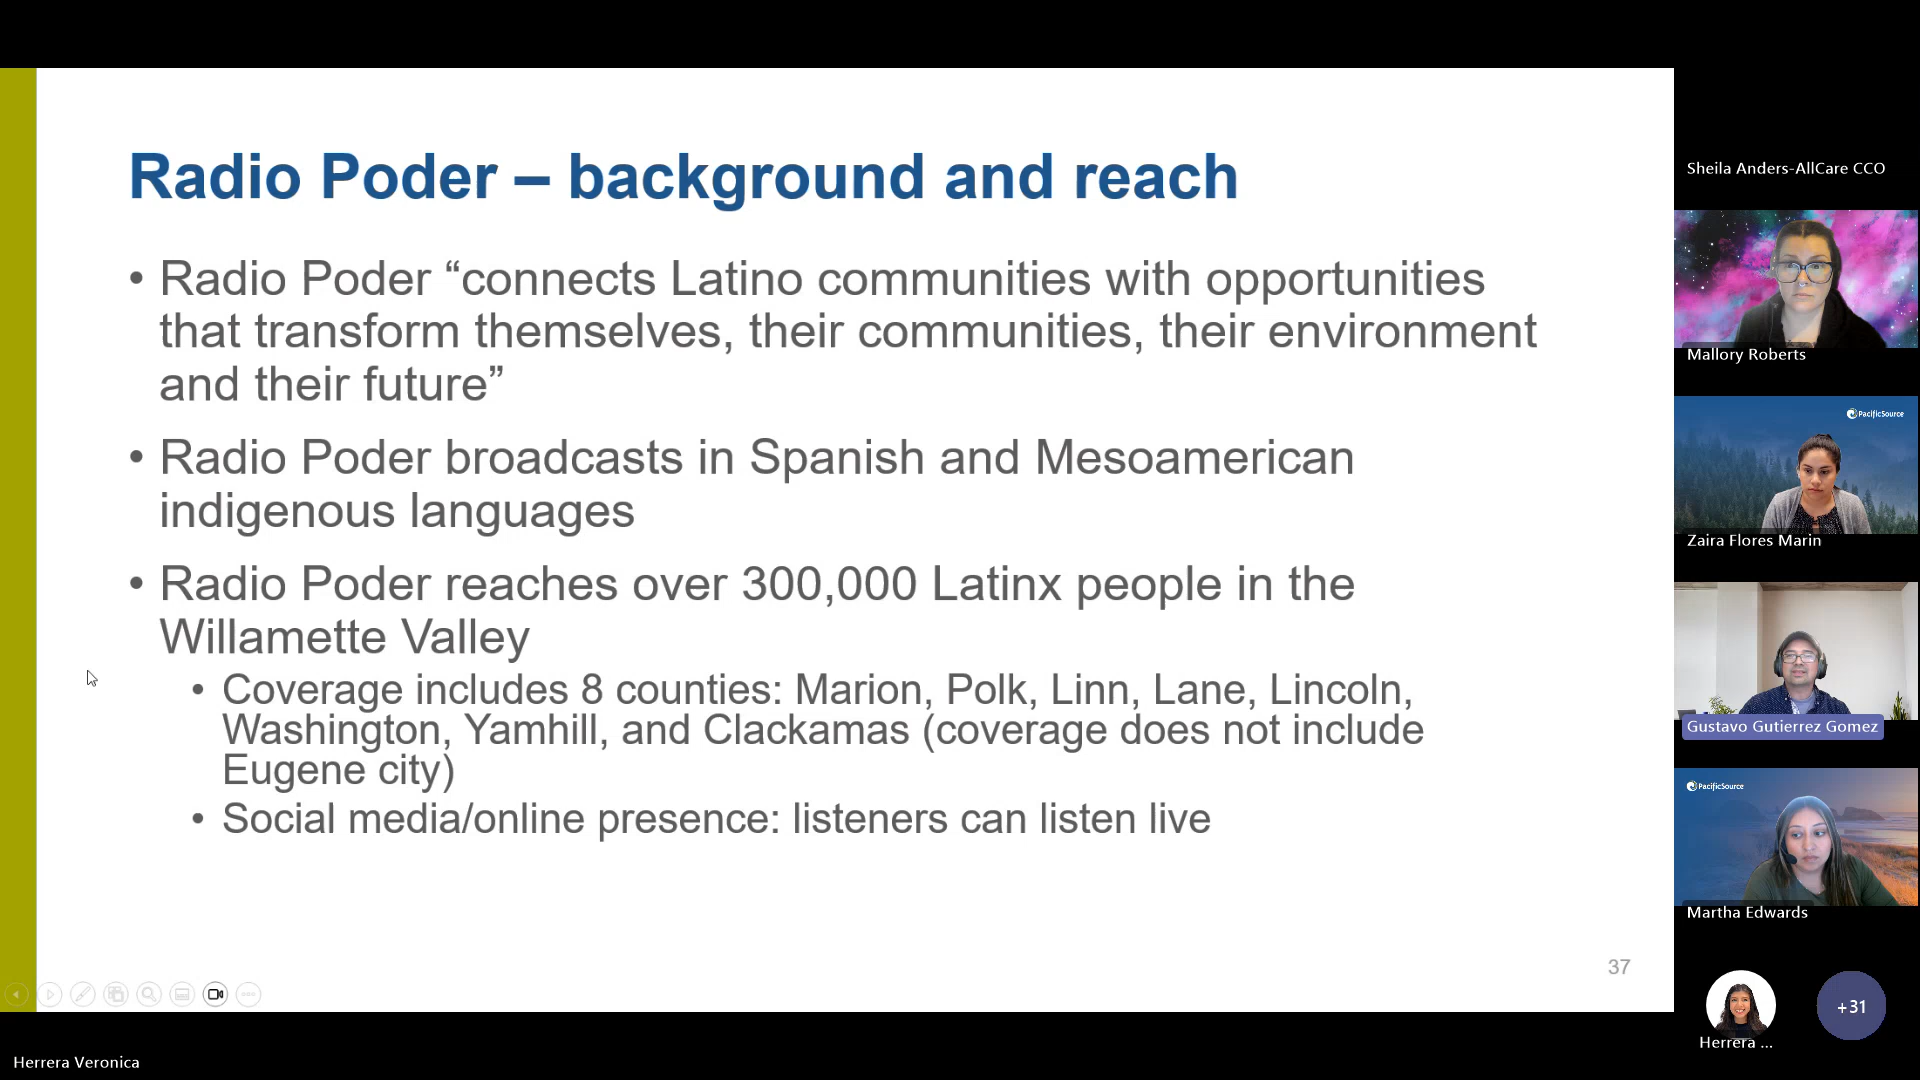 Radio Poder – background and reach
• Radio Poder “connects Latino communities with opportunities
that transform themselves, their communities, their environment
and their future”
• Radio Poder broadcasts in Spanish and Mesoamerican
indigenous languages
• Radio Poder reaches over 300,000 Latinx people in the
Willamette Valley
• Coverage includes 8 counties: Marion, Polk, Linn, Lane, Lincoln,
Washington, Yamhill, and Clackamas (coverage does not include
Eugene city)
• Social media/online presence: listeners can listen live
37
Herrera Veronica
Sheila Anders-AllCare CCO
Mallory Roberts
PacificSource
Zaira Flores Marin
Gustavo Gutierrez Gomez
PacificSource
Martha Edwards
Herrera ...
+31